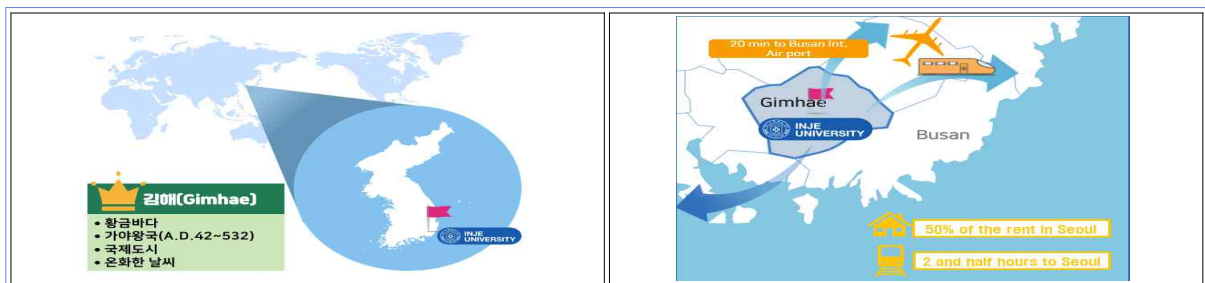 김해(Gimhae)
• 황금바다
• 가야왕국(A.D.42~532)
• 국제도시
• 온화한 날씨
INJE
UNIVERSITY
20 min to Busan Int.
Air port
Gimhae
INJE
UNIVERSITY
Busan
50% of the rent in Seoul
2 and half hours to Seoul